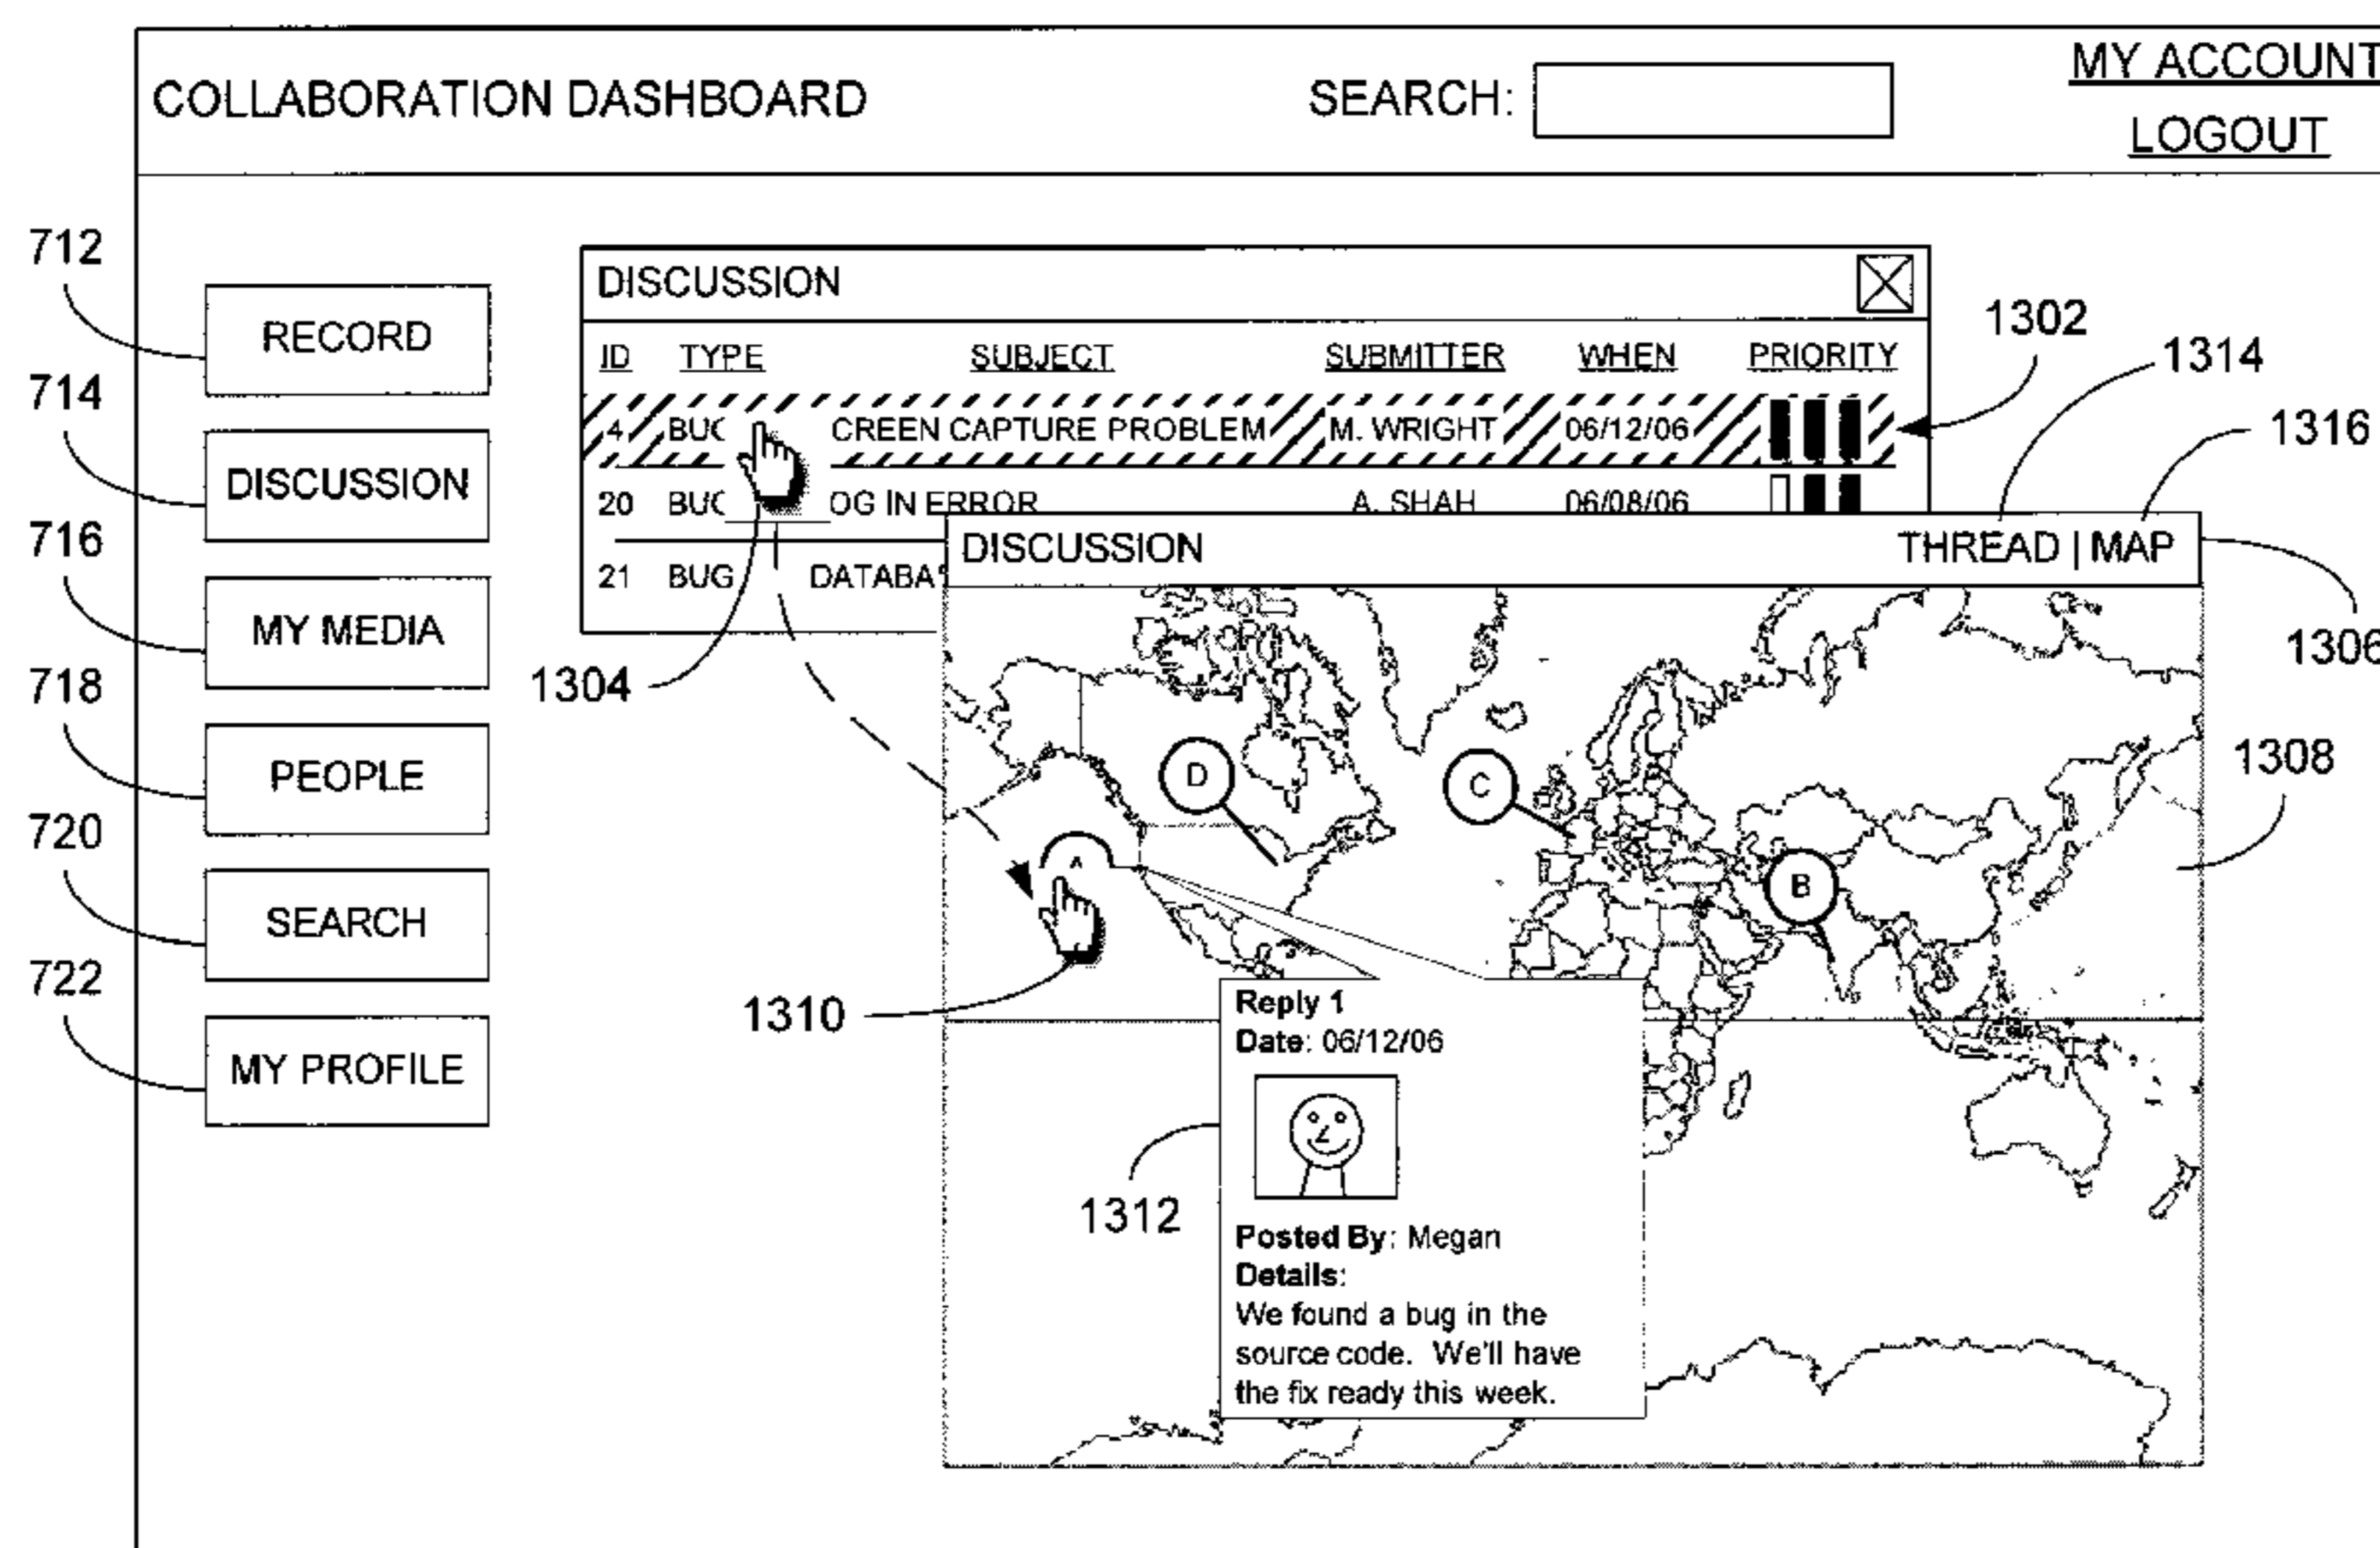 COLLABORATION DASHBOARD
SEARCH:
MY ACCOUNT
LOGOUT
712
RECORD
714
DISCUSSION
716
MY MEDIA
718
PEOPLE
720
SEARCH
722
MY PROFILE
DISCUSSION
ID TYPE SUBJECT SUBMITTER WHEN PRIORITY
4 BUG CREEN CAPTURE PROBLEM M. WRIGHT 06/12/06
20 BUG OG IN ERROR A. SHAH 06/08/06
21 BUG DATABA
1302
1314
1316
1304
DISCUSSION
THREAD | MAP
1306
1308
D
C
A
B
1310
1312
Reply 1
Date: 06/12/06
Posted By: Megan
Details:
We found a bug in the
source code. We'll have
the fix ready this week.